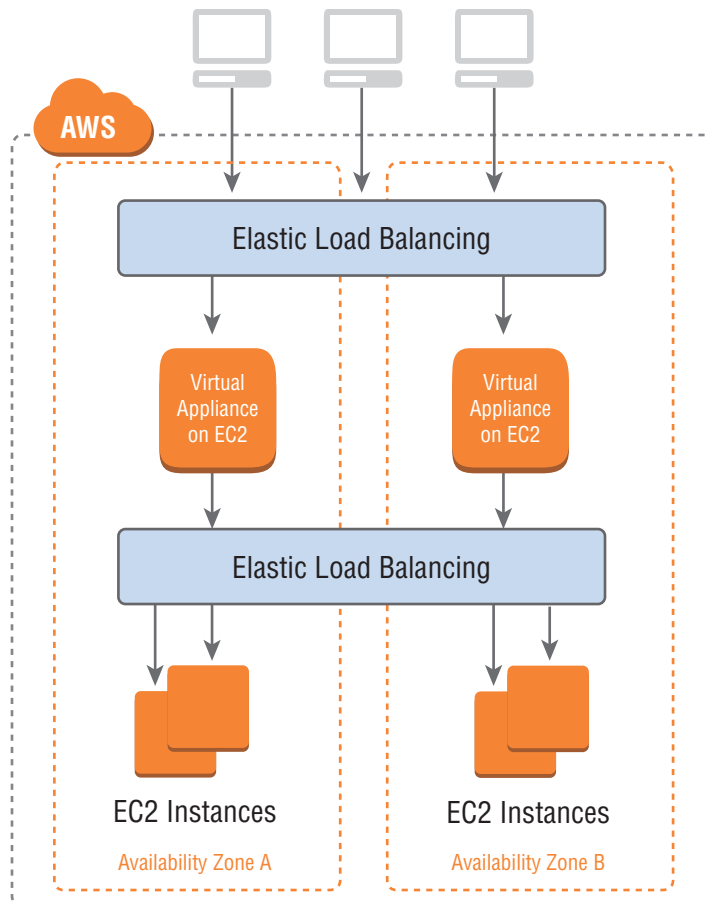 AWS
Elastic Load Balancing
Virtual
Appliance
on EC2
Virtual
Appliance
on EC2
Elastic Load Balancing
EC2 Instances
EC2 Instances
Availability Zone A
Availability Zone B